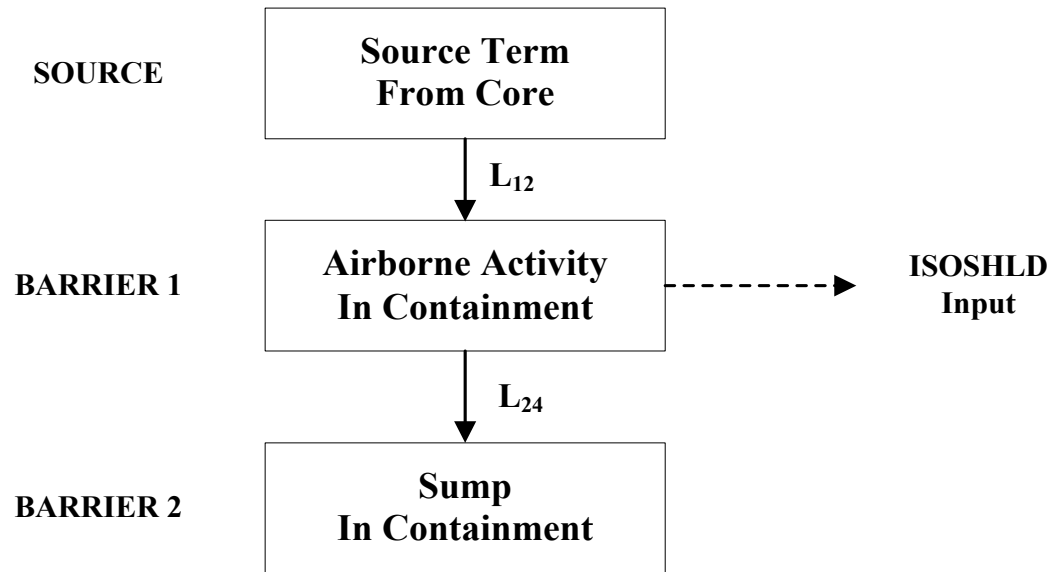 SOURCE
Source Term
From Core
L₁₂
BARRIER 1
Airborne Activity
In Containment
ISOSHLD
Input
L₂₄
BARRIER 2
Sump
In Containment